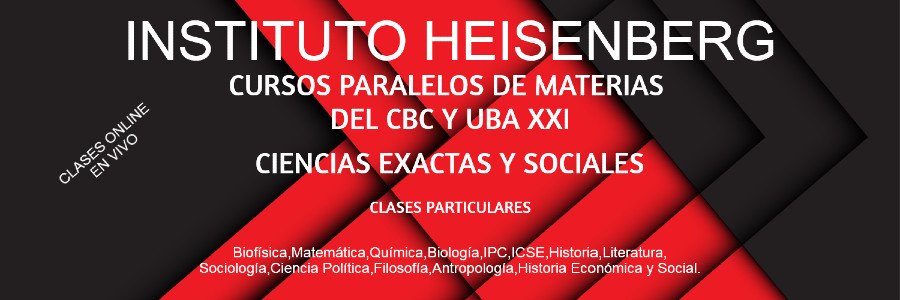 INSTITUTO HEISENBERG
CURSOS PARALELOS DE MATERIAS
DEL CBC Y UBA XXI
CLASES ONLINE
EN VIVO
CIENCIAS EXACTAS Y SOCIALES
CLASES PARTICULARES
Biofísica,Matemática,Química,Biología,IPC,ICSE,Historia,Literatura,
Sociología,Ciencia Política,Filosofía,Antropología,Historia Económica y Social.